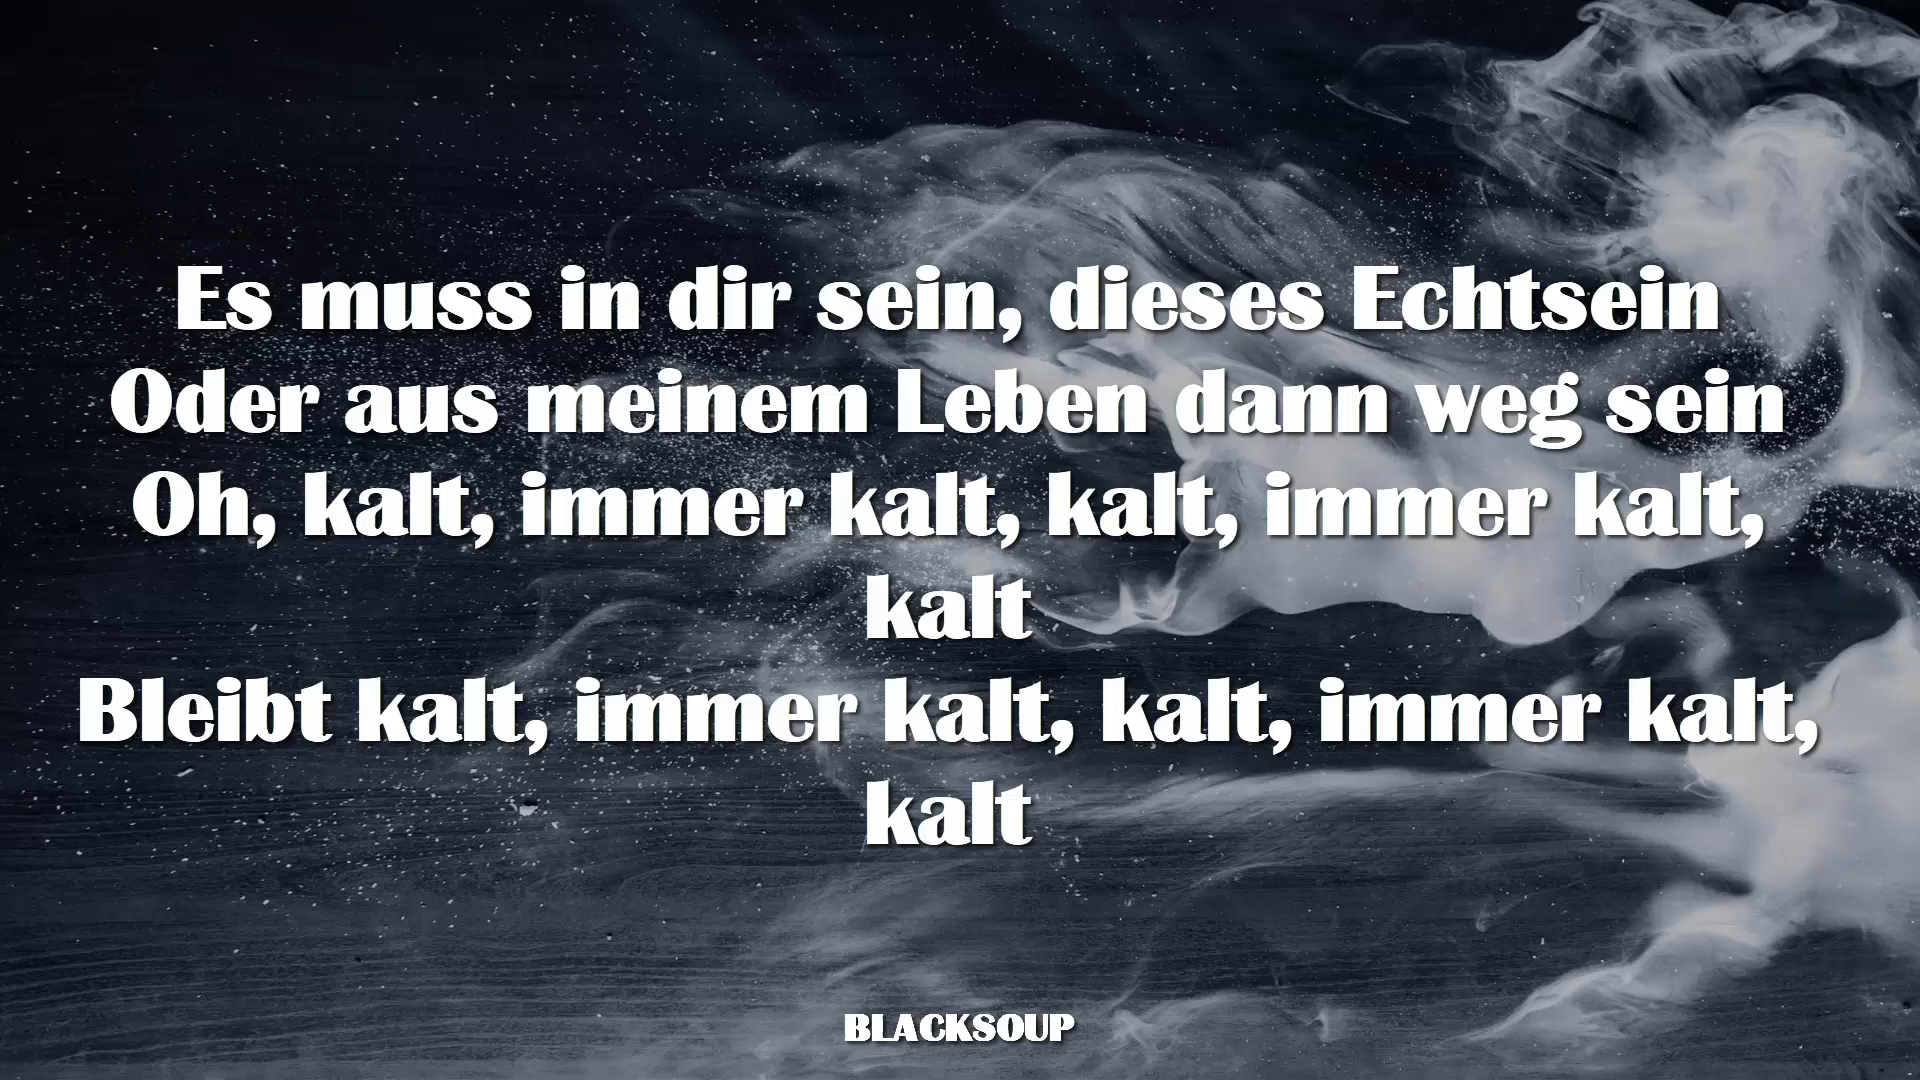 Es muss in dir sein, dieses Echtsein
Oder aus meinem Leben dann weg sein
Oh, kalt, immer kalt, kalt, immer kalt,
kalt
Bleibt kalt, immer kalt, kalt, immer kalt,
kalt
BLACKSOUP